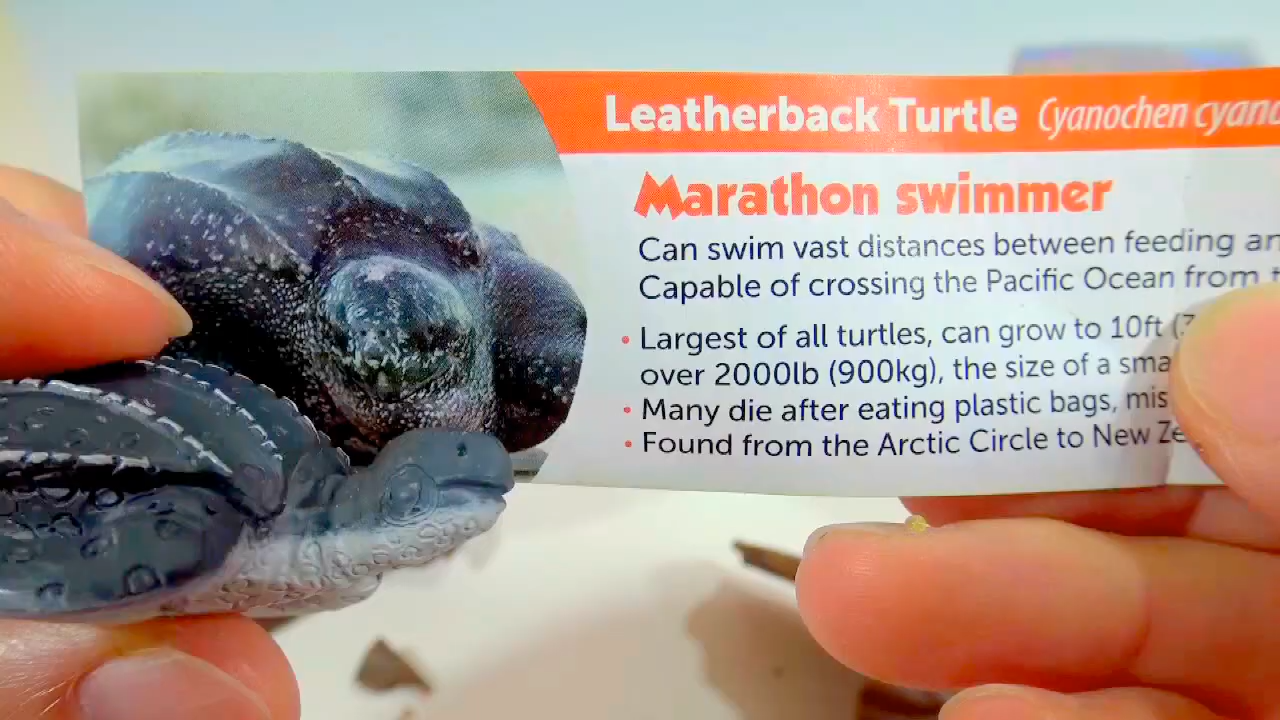 Leatherback Turtle Cyanochen
Marathon swimmer
Can swim vast distances between feeding
Capable of crossing the Pacific Ocean from
• Largest of all turtles, can grow to 10ft
over 2000lb (900kg), the size of a
• Many die after eating plastic bags,
• Found from the Arctic Circle to New